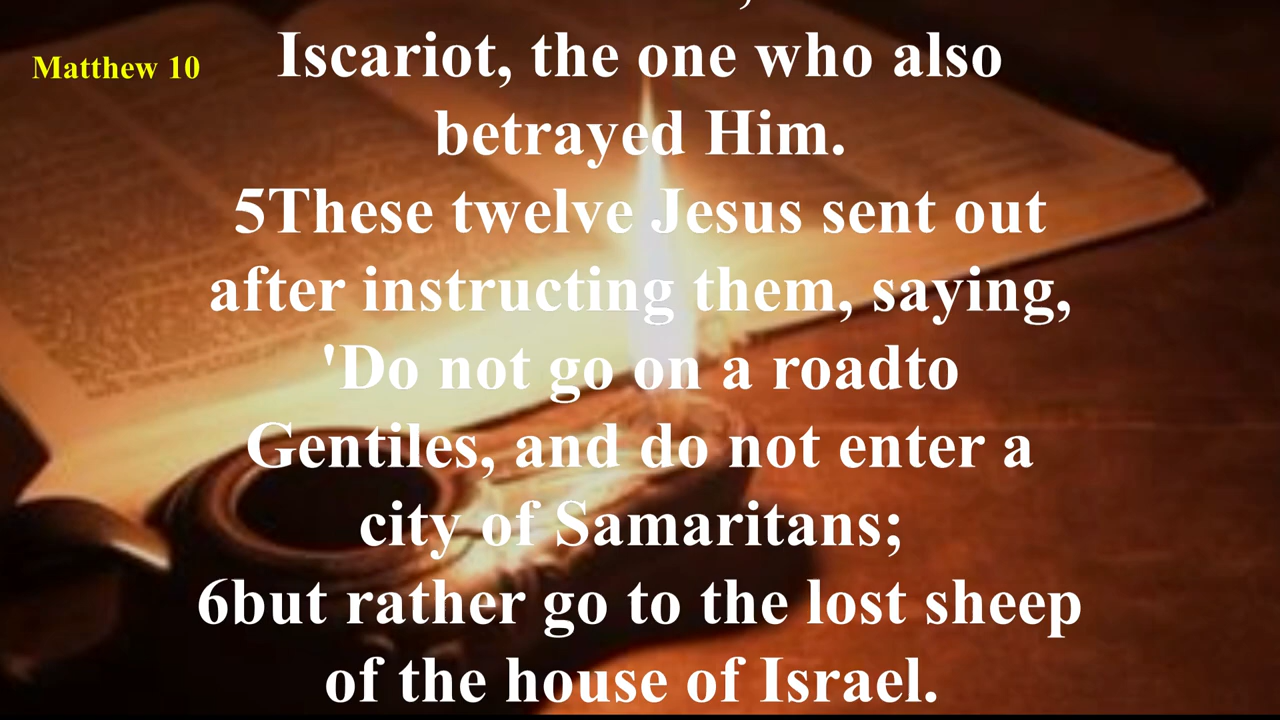 Matthew 10
Iscariot, the one who also
betrayed Him.
5These twelve Jesus sent out
after instructing them, saying,
'Do not go on a roadto
Gentiles, and do not enter a
city of Samaritans;
6but rather go to the lost sheep
of the house of Israel.